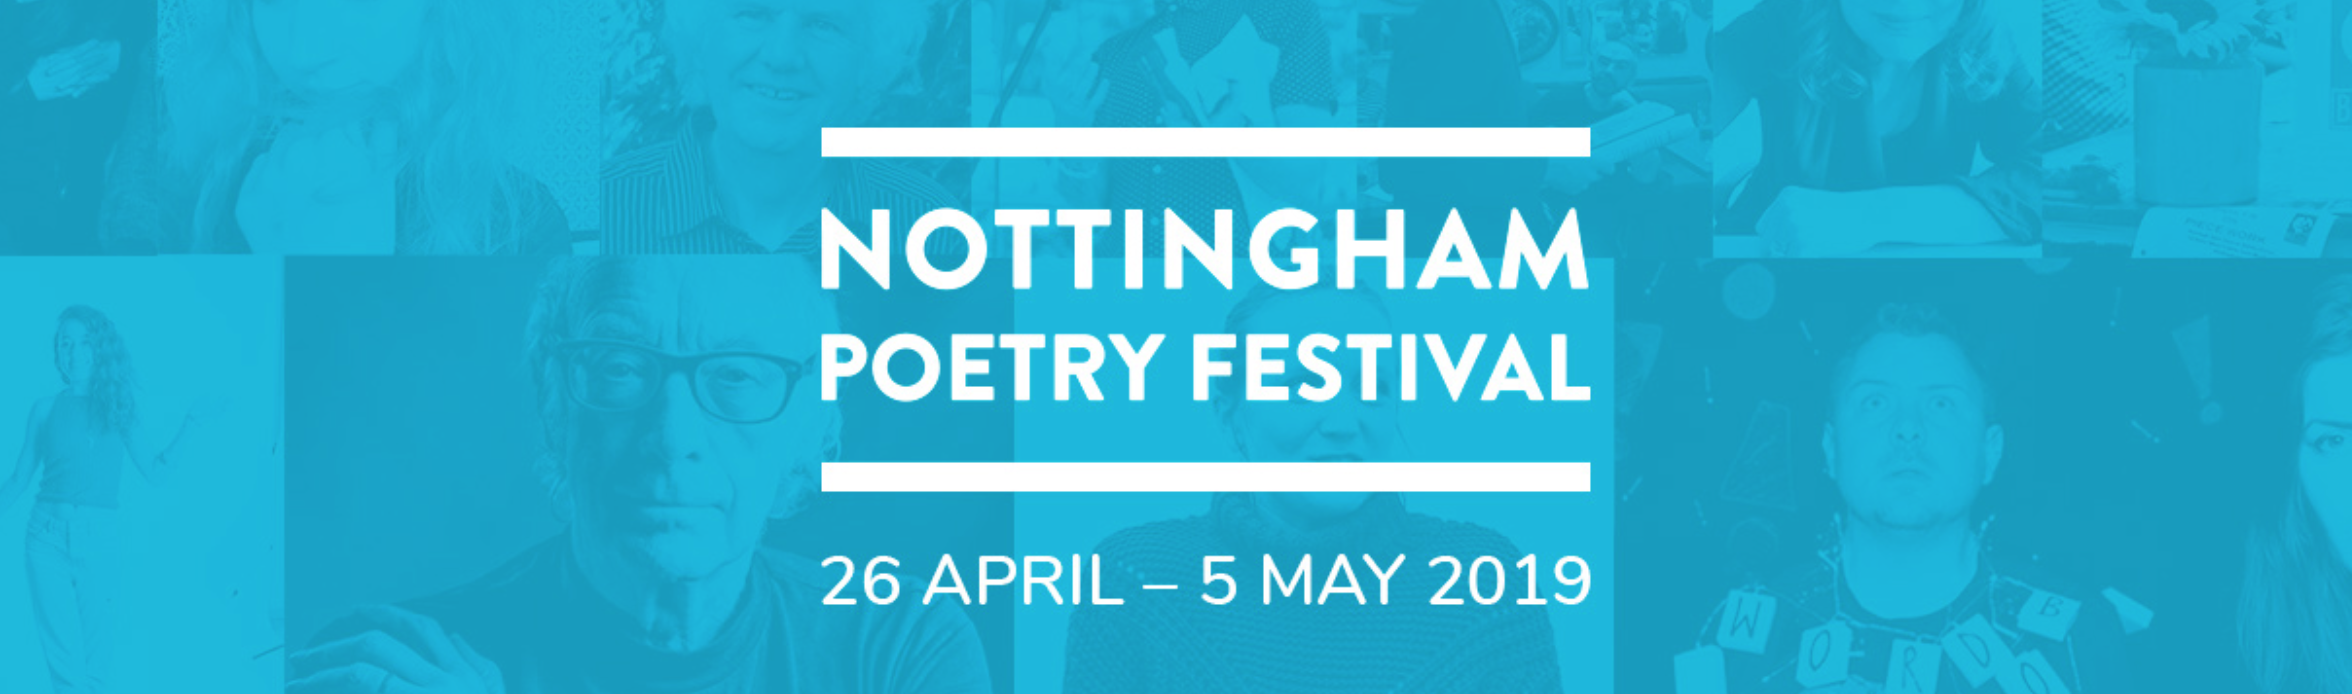 NOTTINGHAM
POETRY FESTIVAL
26 APRIL – 5 MAY 2019
W O R D
B